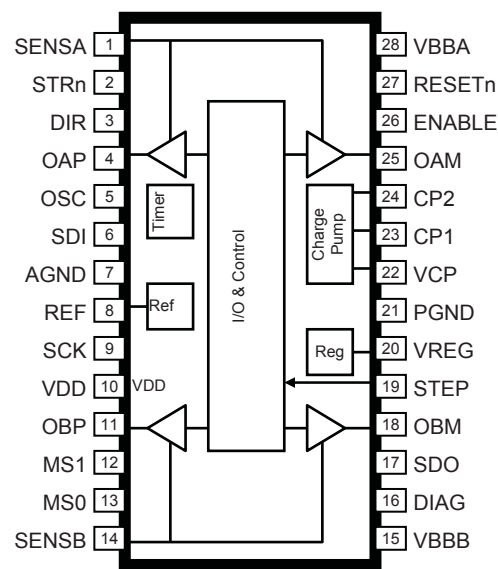 SENSA 1
STRn 2
DIR 3
OAP 4
OSC 5
SDI 6
AGND 7
REF 8
SCK 9
VDD 10 VDD
OBP 11
MS1 12
MS0 13
SENSB 14
Timer
Ref
I/O & Control
Charge
Pump
Reg
28 VBBA
27 RESETn
26 ENABLE
25 OAM
24 CP2
23 CP1
22 VCP
21 PGND
20 VREG
19 STEP
18 OBM
17 SDO
16 DIAG
15 VBBB